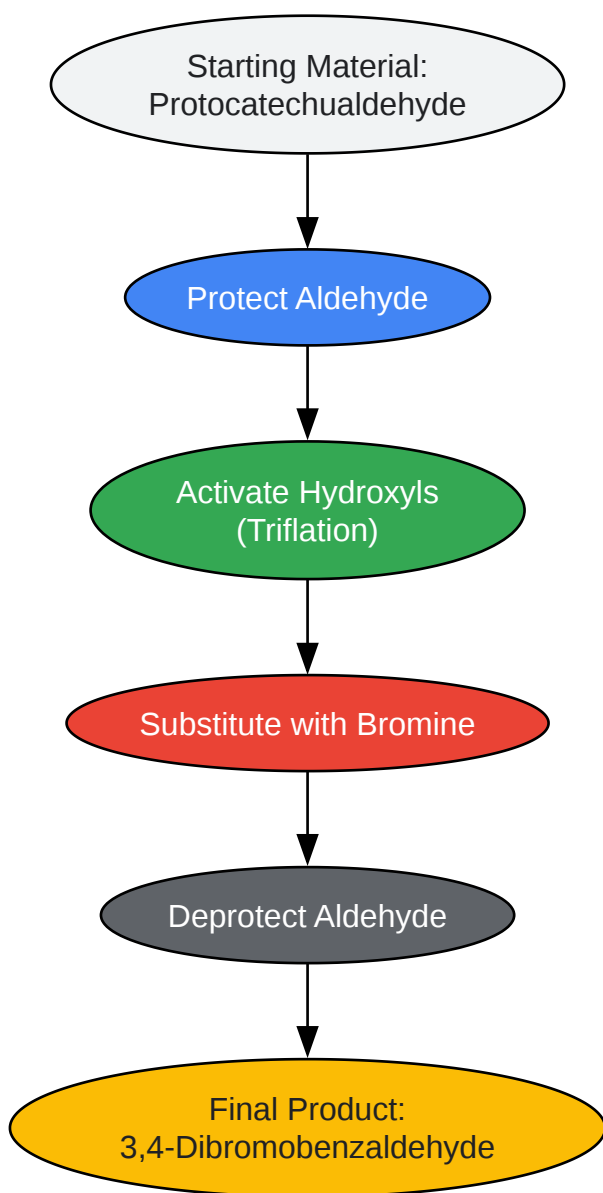 Starting Material:
Protocatechualdehyde
Protect Aldehyde
Activate Hydroxyls
(Triflation)
Substitute with Bromine
Deprotect Aldehyde
Final Product:
3,4-Dibromobenzaldehyde